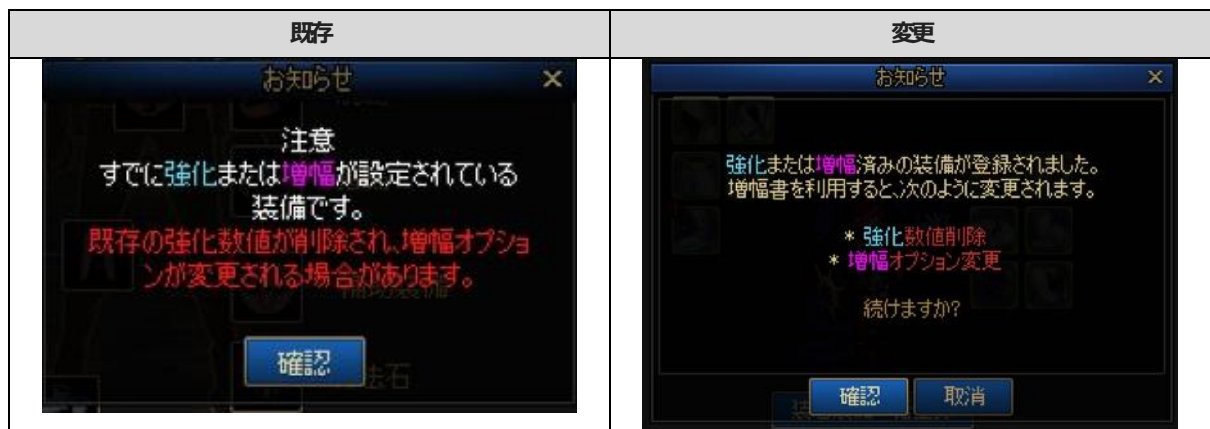 既存
変更
お知らせ
×
注意
すでに強化または増幅が設定されている
装備です。
既存の強化数値が削除され、増幅オプショ
ンが変更される場合があります。
確認
お知らせ
×
強化または増幅済みの装備が登録されました。
増幅書を利用すると、次のように変更されます。
* 強化数値削除
* 増幅オプション変更
続けますか?
確認
取消